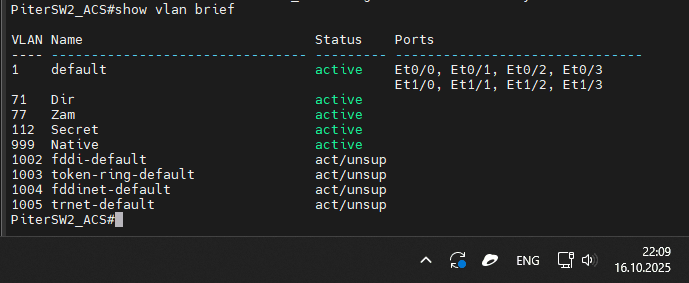 PiterSW2_ACS#show vlan brief
VLAN Name                             Status    Ports
---- -------------------------------- --------- -------------------------------
1    default                          active    Et0/0, Et0/1, Et0/2, Et0/3
                                                Et1/0, Et1/1, Et1/2, Et1/3
71   Dir                              active
77   Zam                              active
112  Secret                           active
999  Native                           active
1002 fddi-default                     act/unsup
1003 token-ring-default               act/unsup
1004 fddinet-default                  act/unsup
1005 trnet-default                    act/unsup
PiterSW2_ACS#
ENG
22:09
16.10.2025